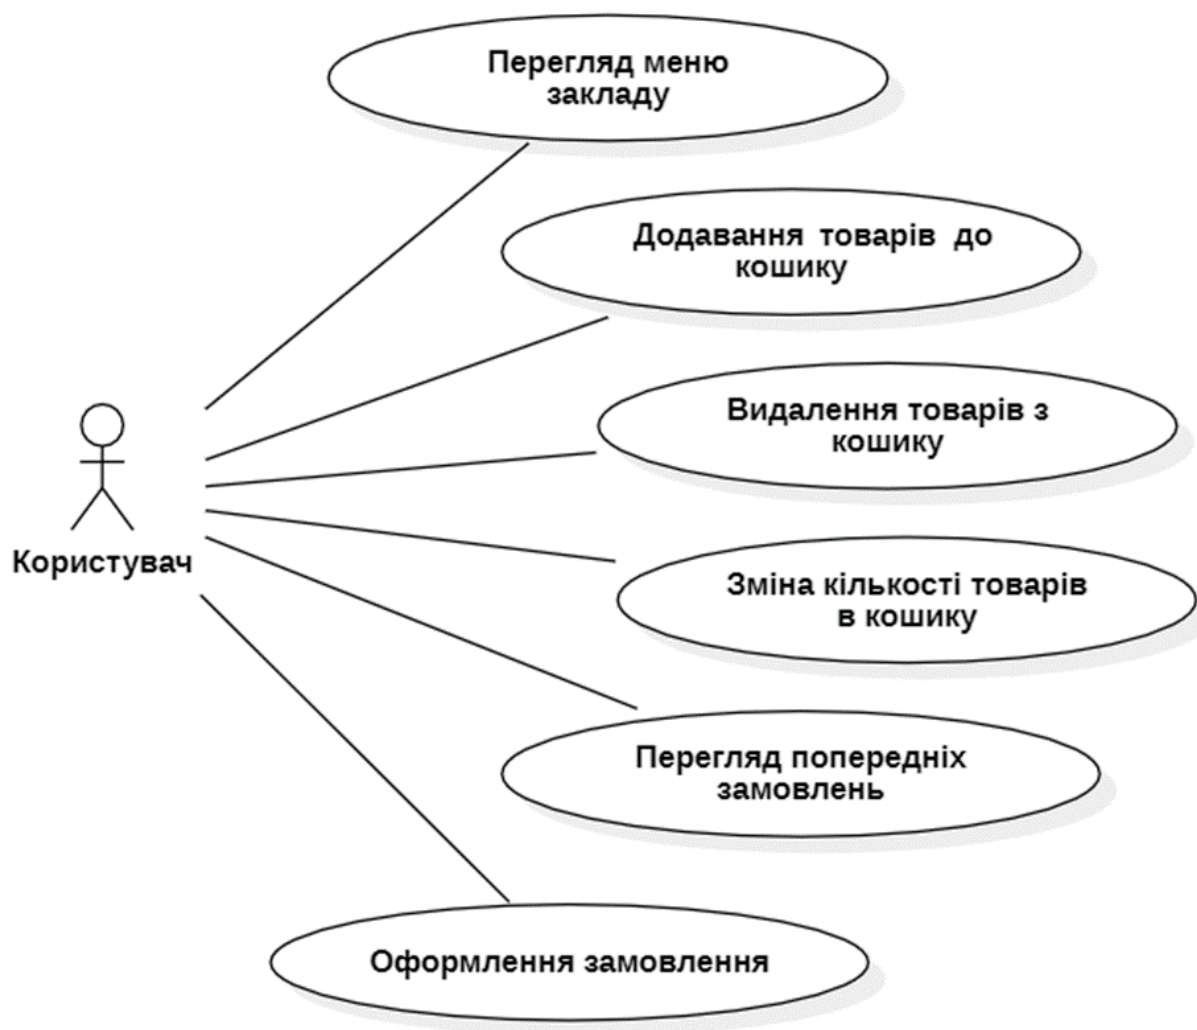 Перегляд меню
закладу
Додавання товарів до
кошику
Видалення товарів з
кошику
Користувач
Зміна кількості товарів
в кошику
Перегляд попередніх
замовлень
Оформлення замовлення